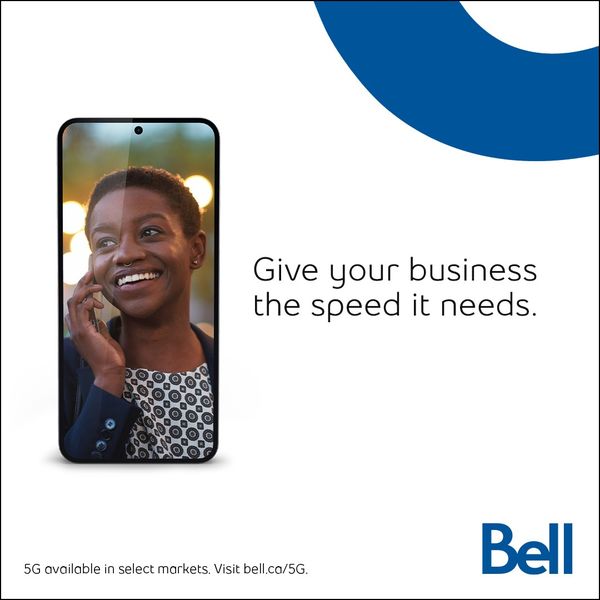 Give your business
the speed it needs.
Bell
5G available in select markets. Visit bell.ca/5G.